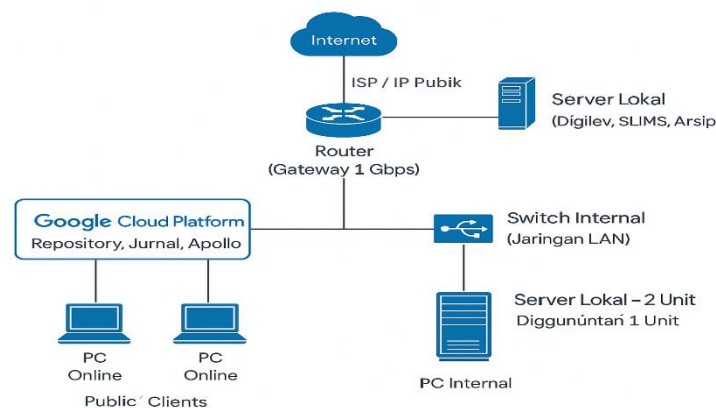 Internet
ISP / IP Pubik
Server Lokal
(Dígilev, SLIMS, Arsip
Router
(Gateway 1 Gbps)
Google Cloud Platform
Repository, Jurnal, Apollo
Switch Internal
(Jaringan LAN)
Server Lokal – 2 Unit
Diggunúntarí 1 Unit
PC
Online
PC
Online
PC Internal
Public´ Clients